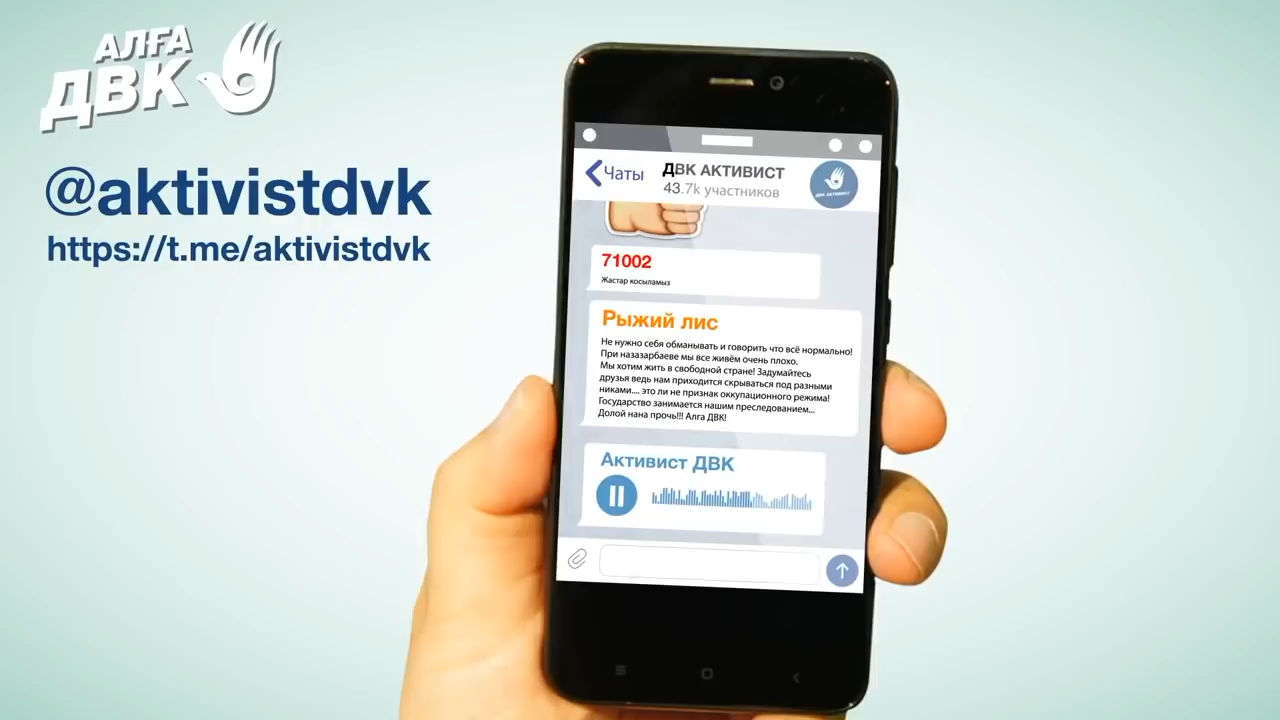 АЛҒА
ДВК
@aktivistdvk
https://t.me/aktivistdvk
Чаты
ДВК АКТИВИСТ
43.7k участников
ДВК АКТИВИСТ
71002
Жастар косыламыз
Рыжий лис
Не нужно себя обманывать и говорить что всё нормально!
При назазарбаеве мы все живём очень плохо.
Мы хотим жить в свободной стране! Задумайтесь
друзья ведь нам приходится скрываться под разными
никами.... это ли не признак оккупационного режима!
Государство занимается нашим преследованием...
Долой нана прочь!!! Алга ДВК!
Активист ДВК